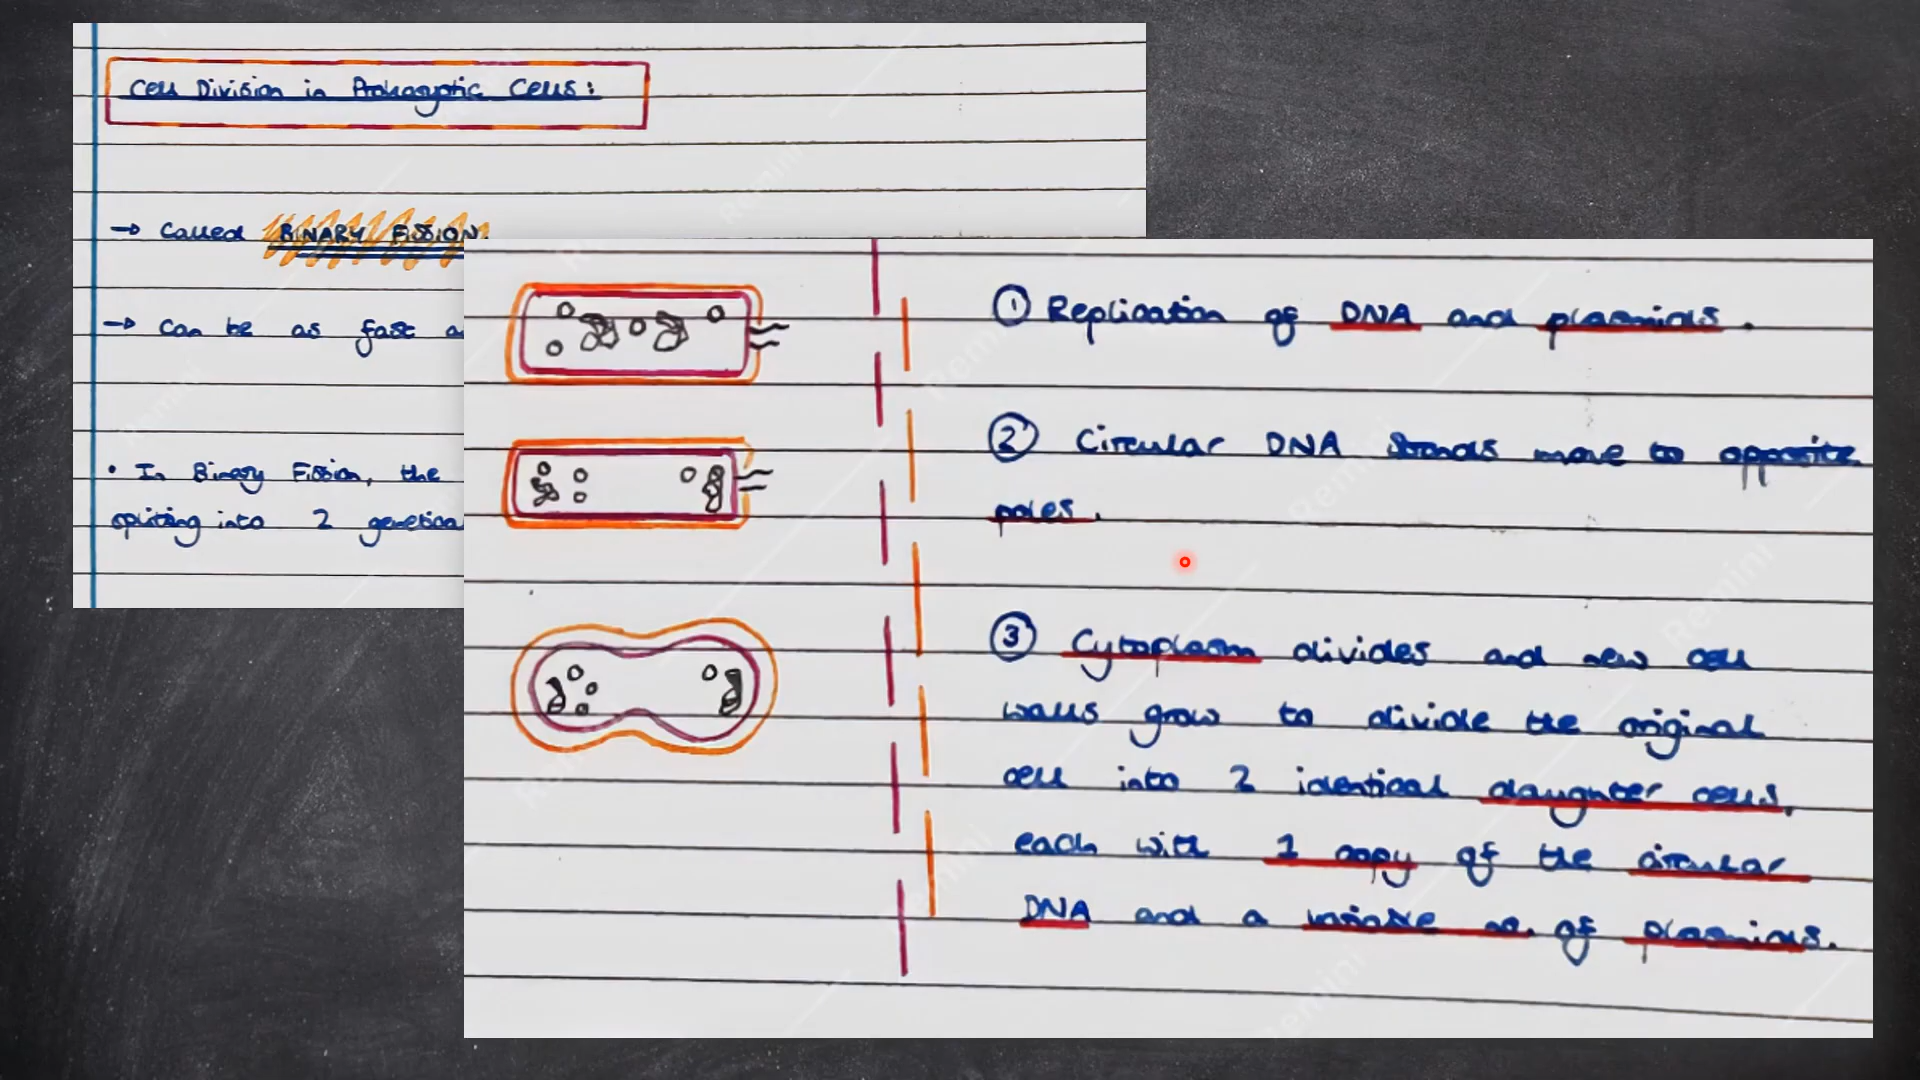 Cell Division in Prokaryotic Cells:
→ Called BINARY FISSION.
→ Can be as fast
• In Binary Fission, the
spliting into 2
① Replication of DNA and plasmids.
② Circular DNA strands move to opposite
poles.
③ Cytoplasm divides and new cell
walls grow to divide the original
cell into 2 identical daughter cells,
each with 1 copy of the circular
DNA and a variable no. of plasmids.